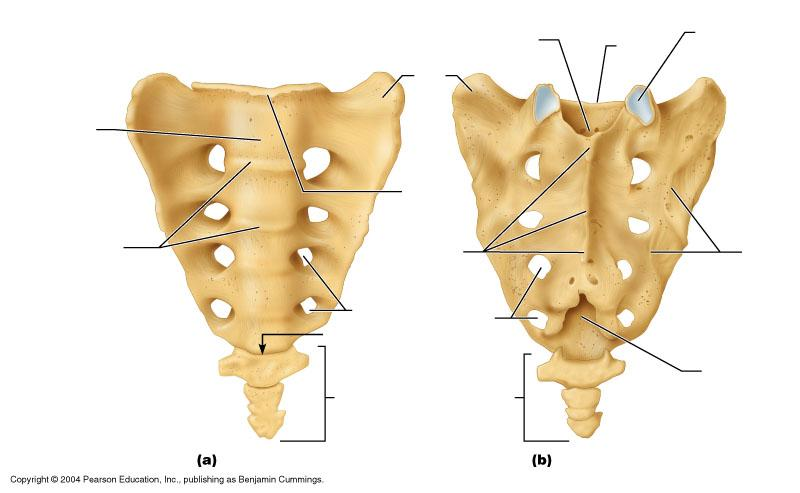 (a)
(b)
Copyright © 2004 Pearson Education, Inc., publishing as Benjamin Cummings.